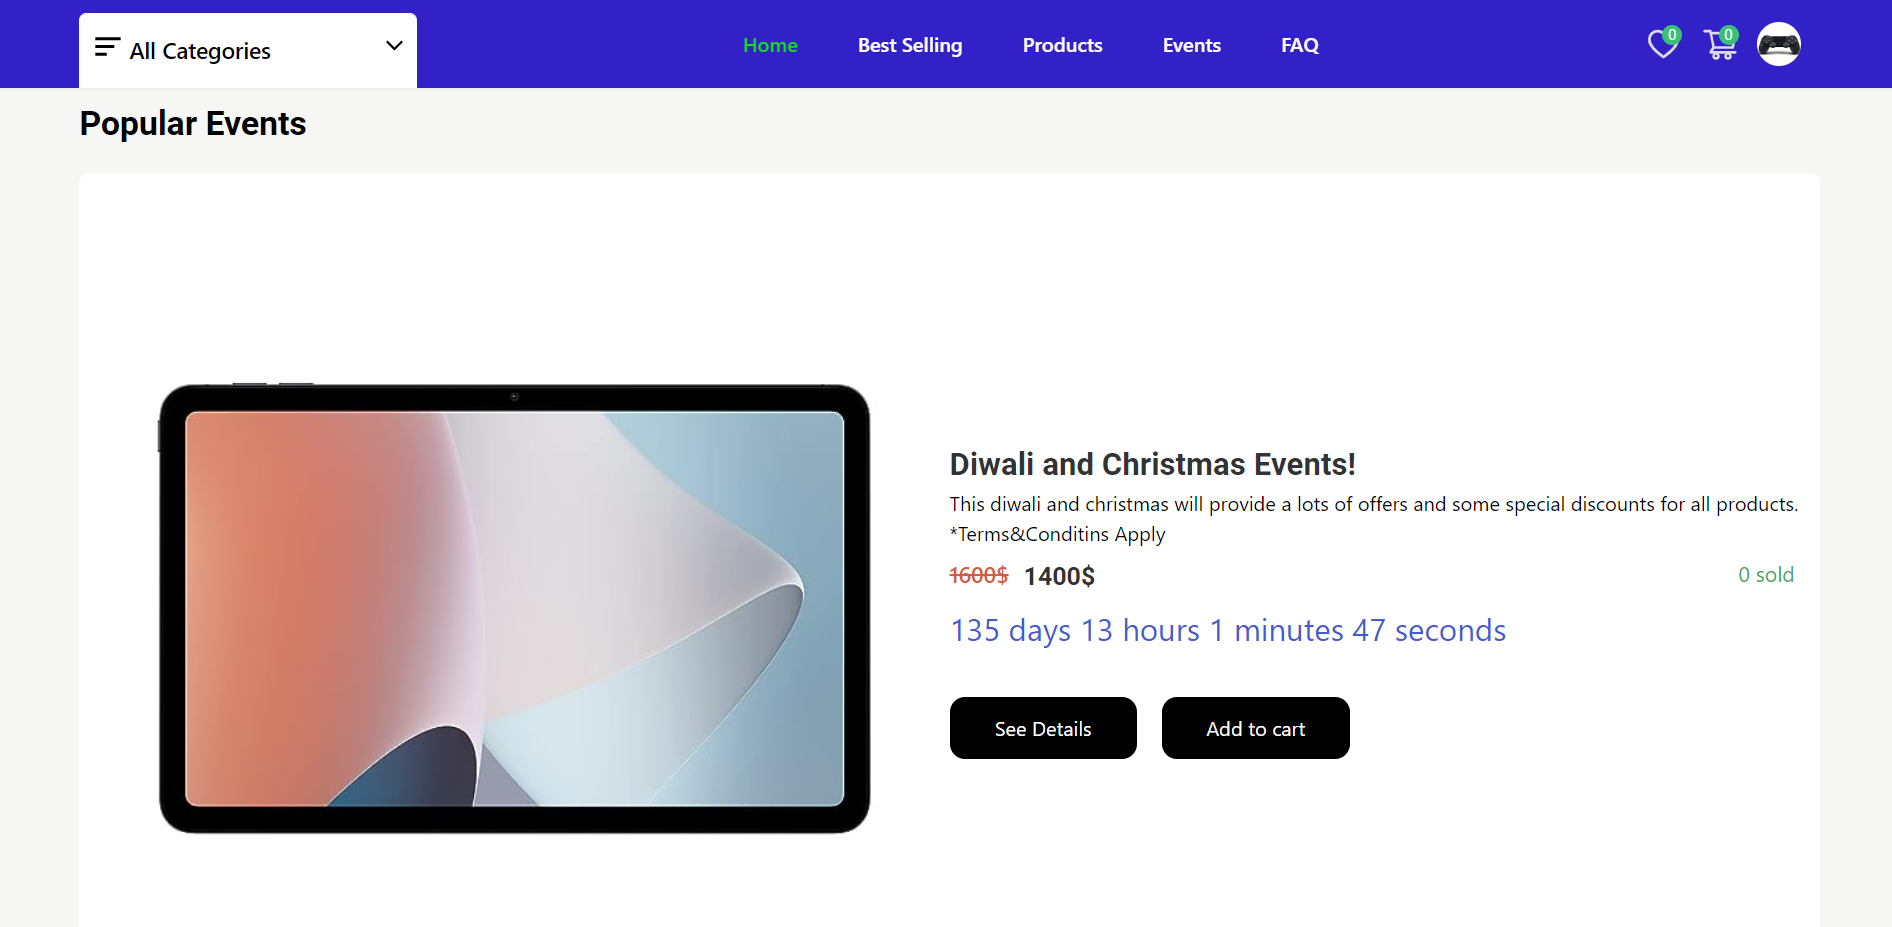 All Categories
Home
Best Selling
Products
Events
FAQ
0
0
Popular Events
Diwali and Christmas Events!
This diwali and christmas will provide a lots of offers and some special discounts for all products.
*Terms&Conditins Apply
1600$ 1400$
0 sold
135 days 13 hours 1 minutes 47 seconds
See Details
Add to cart